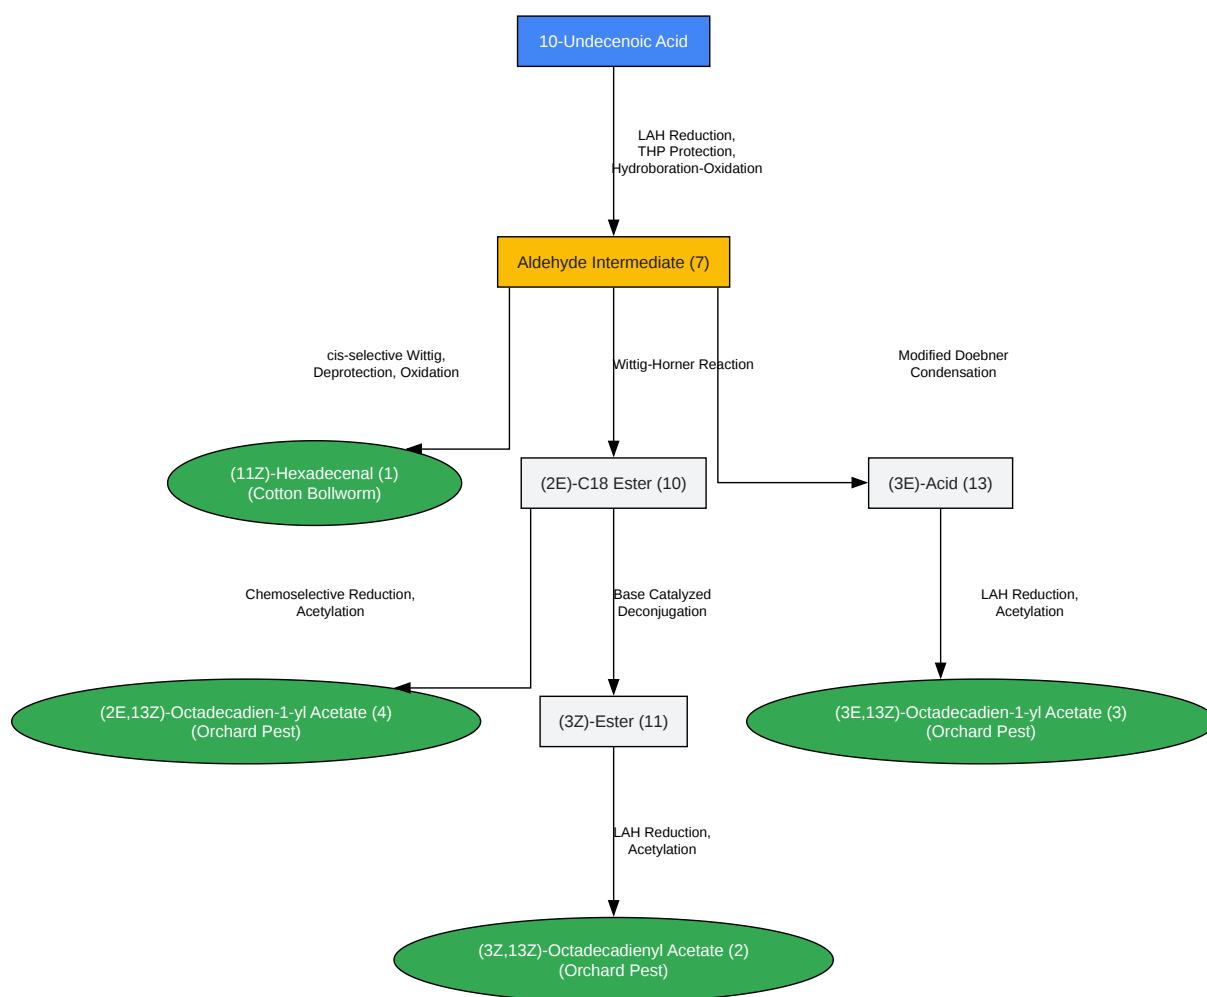 10-Undecenoic Acid
LAH Reduction,
THP Protection,
Hydroboration-Oxidation
Aldehyde Intermediate (7)
cis-selective Wittig,
Deprotection, Oxidation
Wittig-Horner Reaction
Modified Doebner
Condensation
(11Z)-Hexadecenal (1)
(Cotton Bollworm)
(2E)-C18 Ester (10)
(3E)-Acid (13)
Chemoselective Reduction,
Acetylation
Base Catalyzed
Deconjugation
LAH Reduction,
Acetylation
(2E,13Z)-Octadecadien-1-yl Acetate (4)
(Orchard Pest)
(3Z)-Ester (11)
(3E,13Z)-Octadecadien-1-yl Acetate (3)
(Orchard Pest)
LAH Reduction,
Acetylation
(3Z,13Z)-Octadecadienyl Acetate (2)
(Orchard Pest)